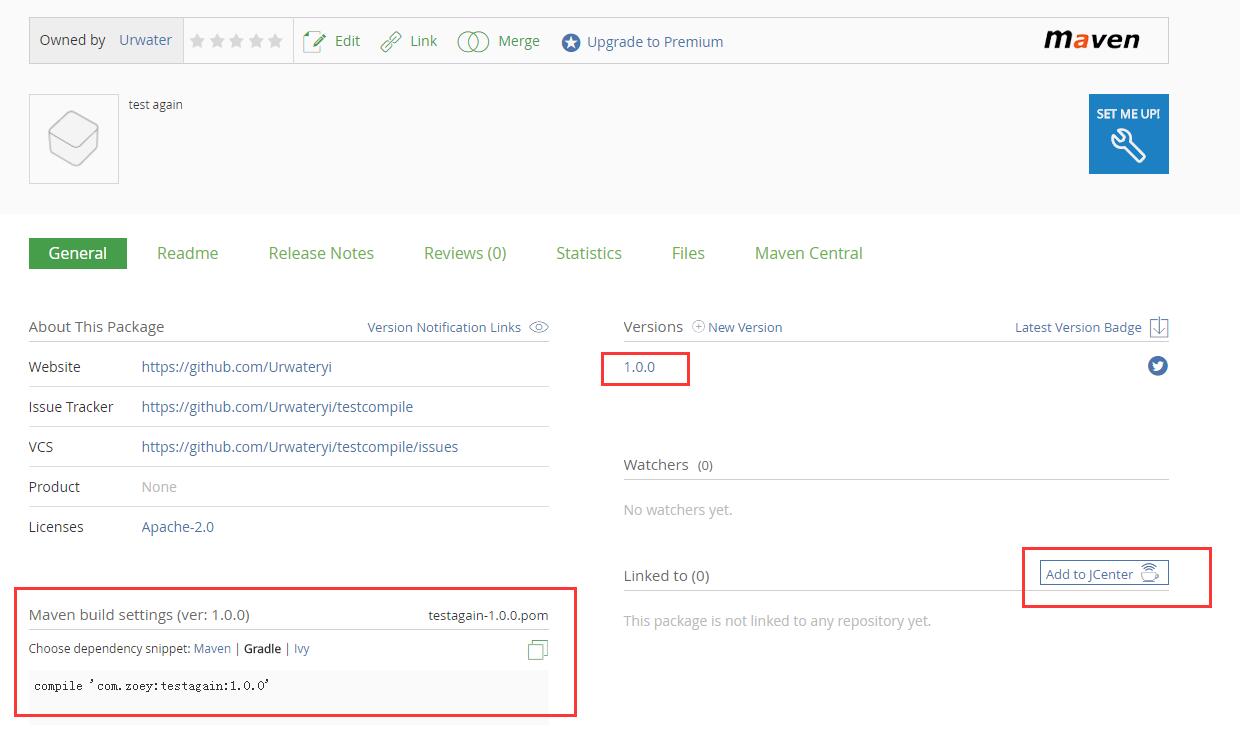 Owned by Urwater Edit Link Merge Upgrade to Premium Maven
test again
SET ME UP!
General Readme Release Notes Reviews (0) Statistics Files Maven Central
About This Package Version Notification Links
Website https://github.com/Urwateryi
Issue Tracker https://github.com/Urwateryi/testcompile
VCS https://github.com/Urwateryi/testcompile/issues
Product None
Licenses Apache-2.0
Maven build settings (ver: 1.0.0) testagain-1.0.0.pom
Choose dependency snippet: Maven | Gradle | Ivy
compile 'com.zoey:testagain:1.0.0'
Versions New Version Latest Version Badge
1.0.0
Watchers (0)
No watchers yet.
Linked to (0) Add to JCenter
This package is not linked to any repository yet.